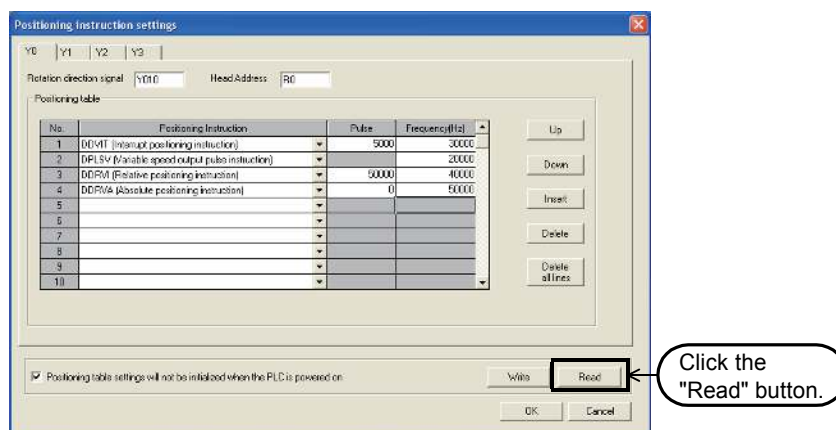 Positioning instruction settings
Y0 Y1 Y2 Y3
Rotation direction signal Y010 Head Address R0
Positioning table
No. Positioning Instruction Pulse Frequency(Hz)
1 DDVIT (Interrupt positioning instruction) 5000 30000
2 DPLSV (Variable speed output pulse instruction) 20000
3 DDRVI (Relative positioning instruction) 50000 40000
4 DDRVA (Absolute positioning instruction) 0 50000
5
6
7
8
9
10
Up
Down
Insert
Delete
Delete
all lines
Positioning table settings will not be initialized when the PLC is powered on
Write Read
OK Cancel
Click the
"Read" button.